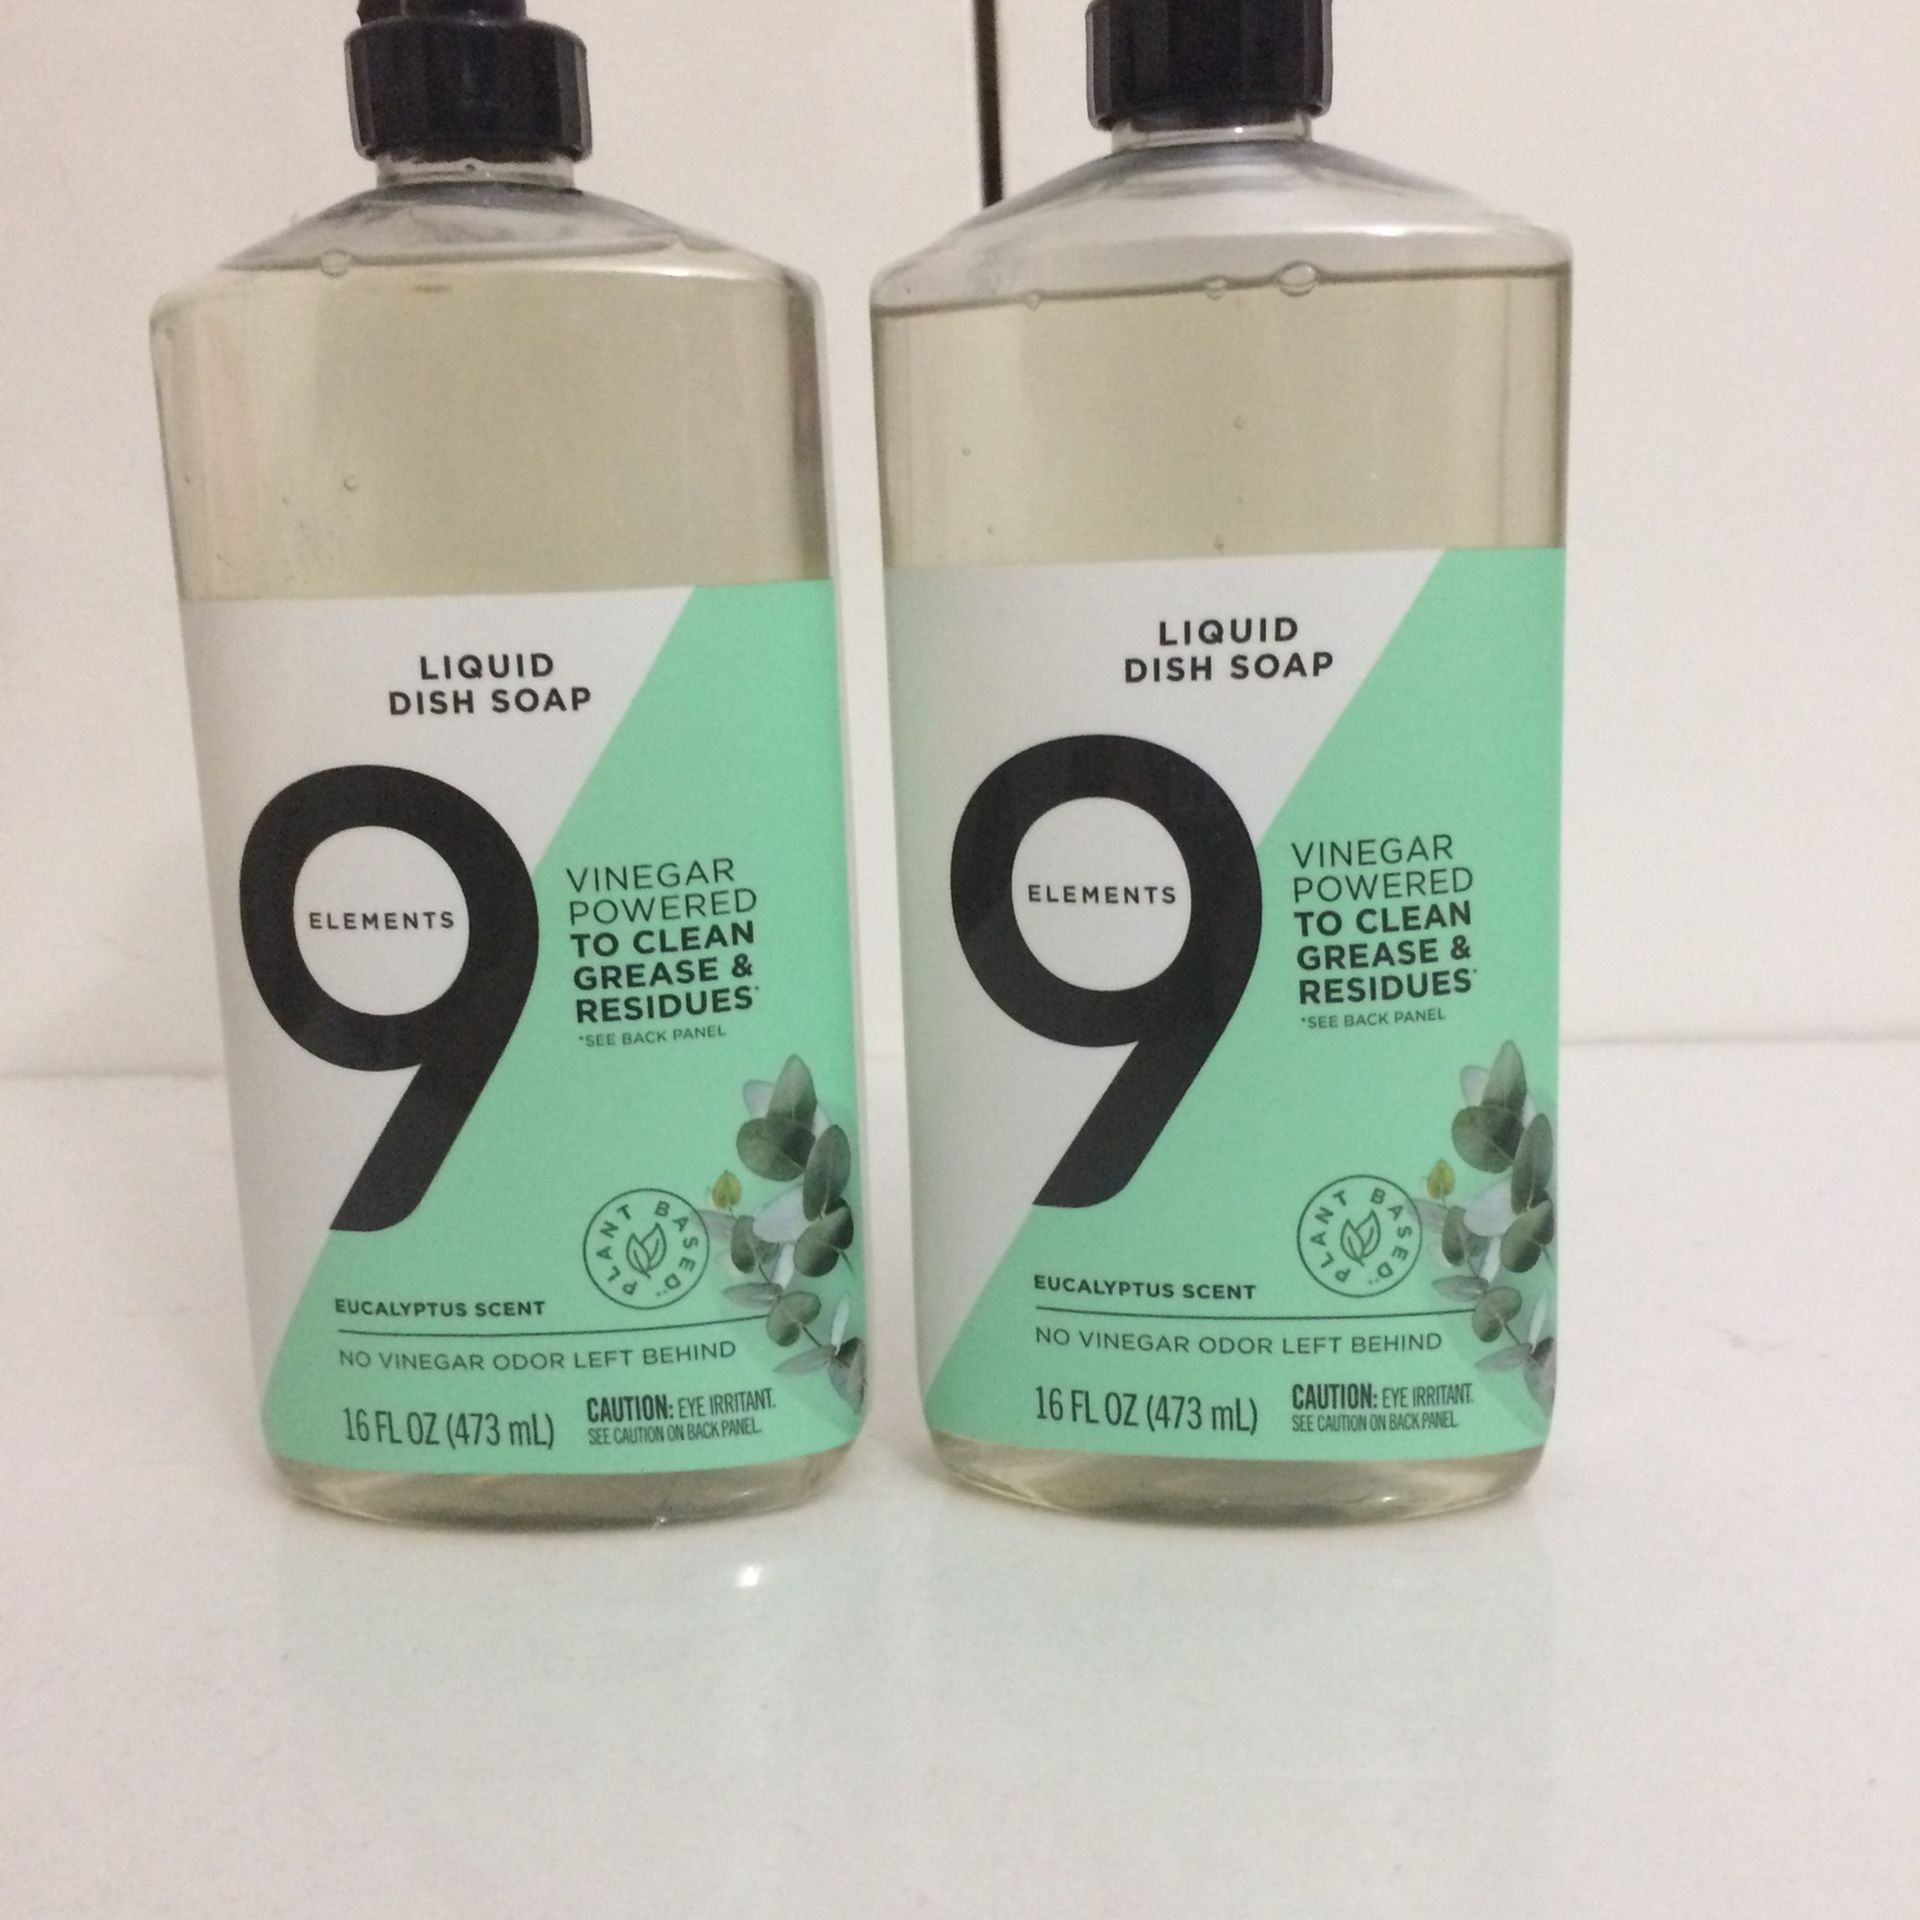 LIQUID
DISH SOAP
9
ELEMENTS
VINEGAR
POWERED
TO CLEAN
GREASE &
RESIDUES*
*SEE BACK PANEL
PLANT BASED**
EUCALYPTUS SCENT
NO VINEGAR ODOR LEFT BEHIND
16 FL OZ (473 mL)
CAUTION: EYE IRRITANT.
SEE CAUTION ON BACK PANEL.
LIQUID
DISH SOAP
9
ELEMENTS
VINEGAR
POWERED
TO CLEAN
GREASE &
RESIDUES*
*SEE BACK PANEL
PLANT BASED**
EUCALYPTUS SCENT
NO VINEGAR ODOR LEFT BEHIND
16 FL OZ (473 mL)
CAUTION: EYE IRRITANT.
SEE CAUTION ON BACK PANEL.